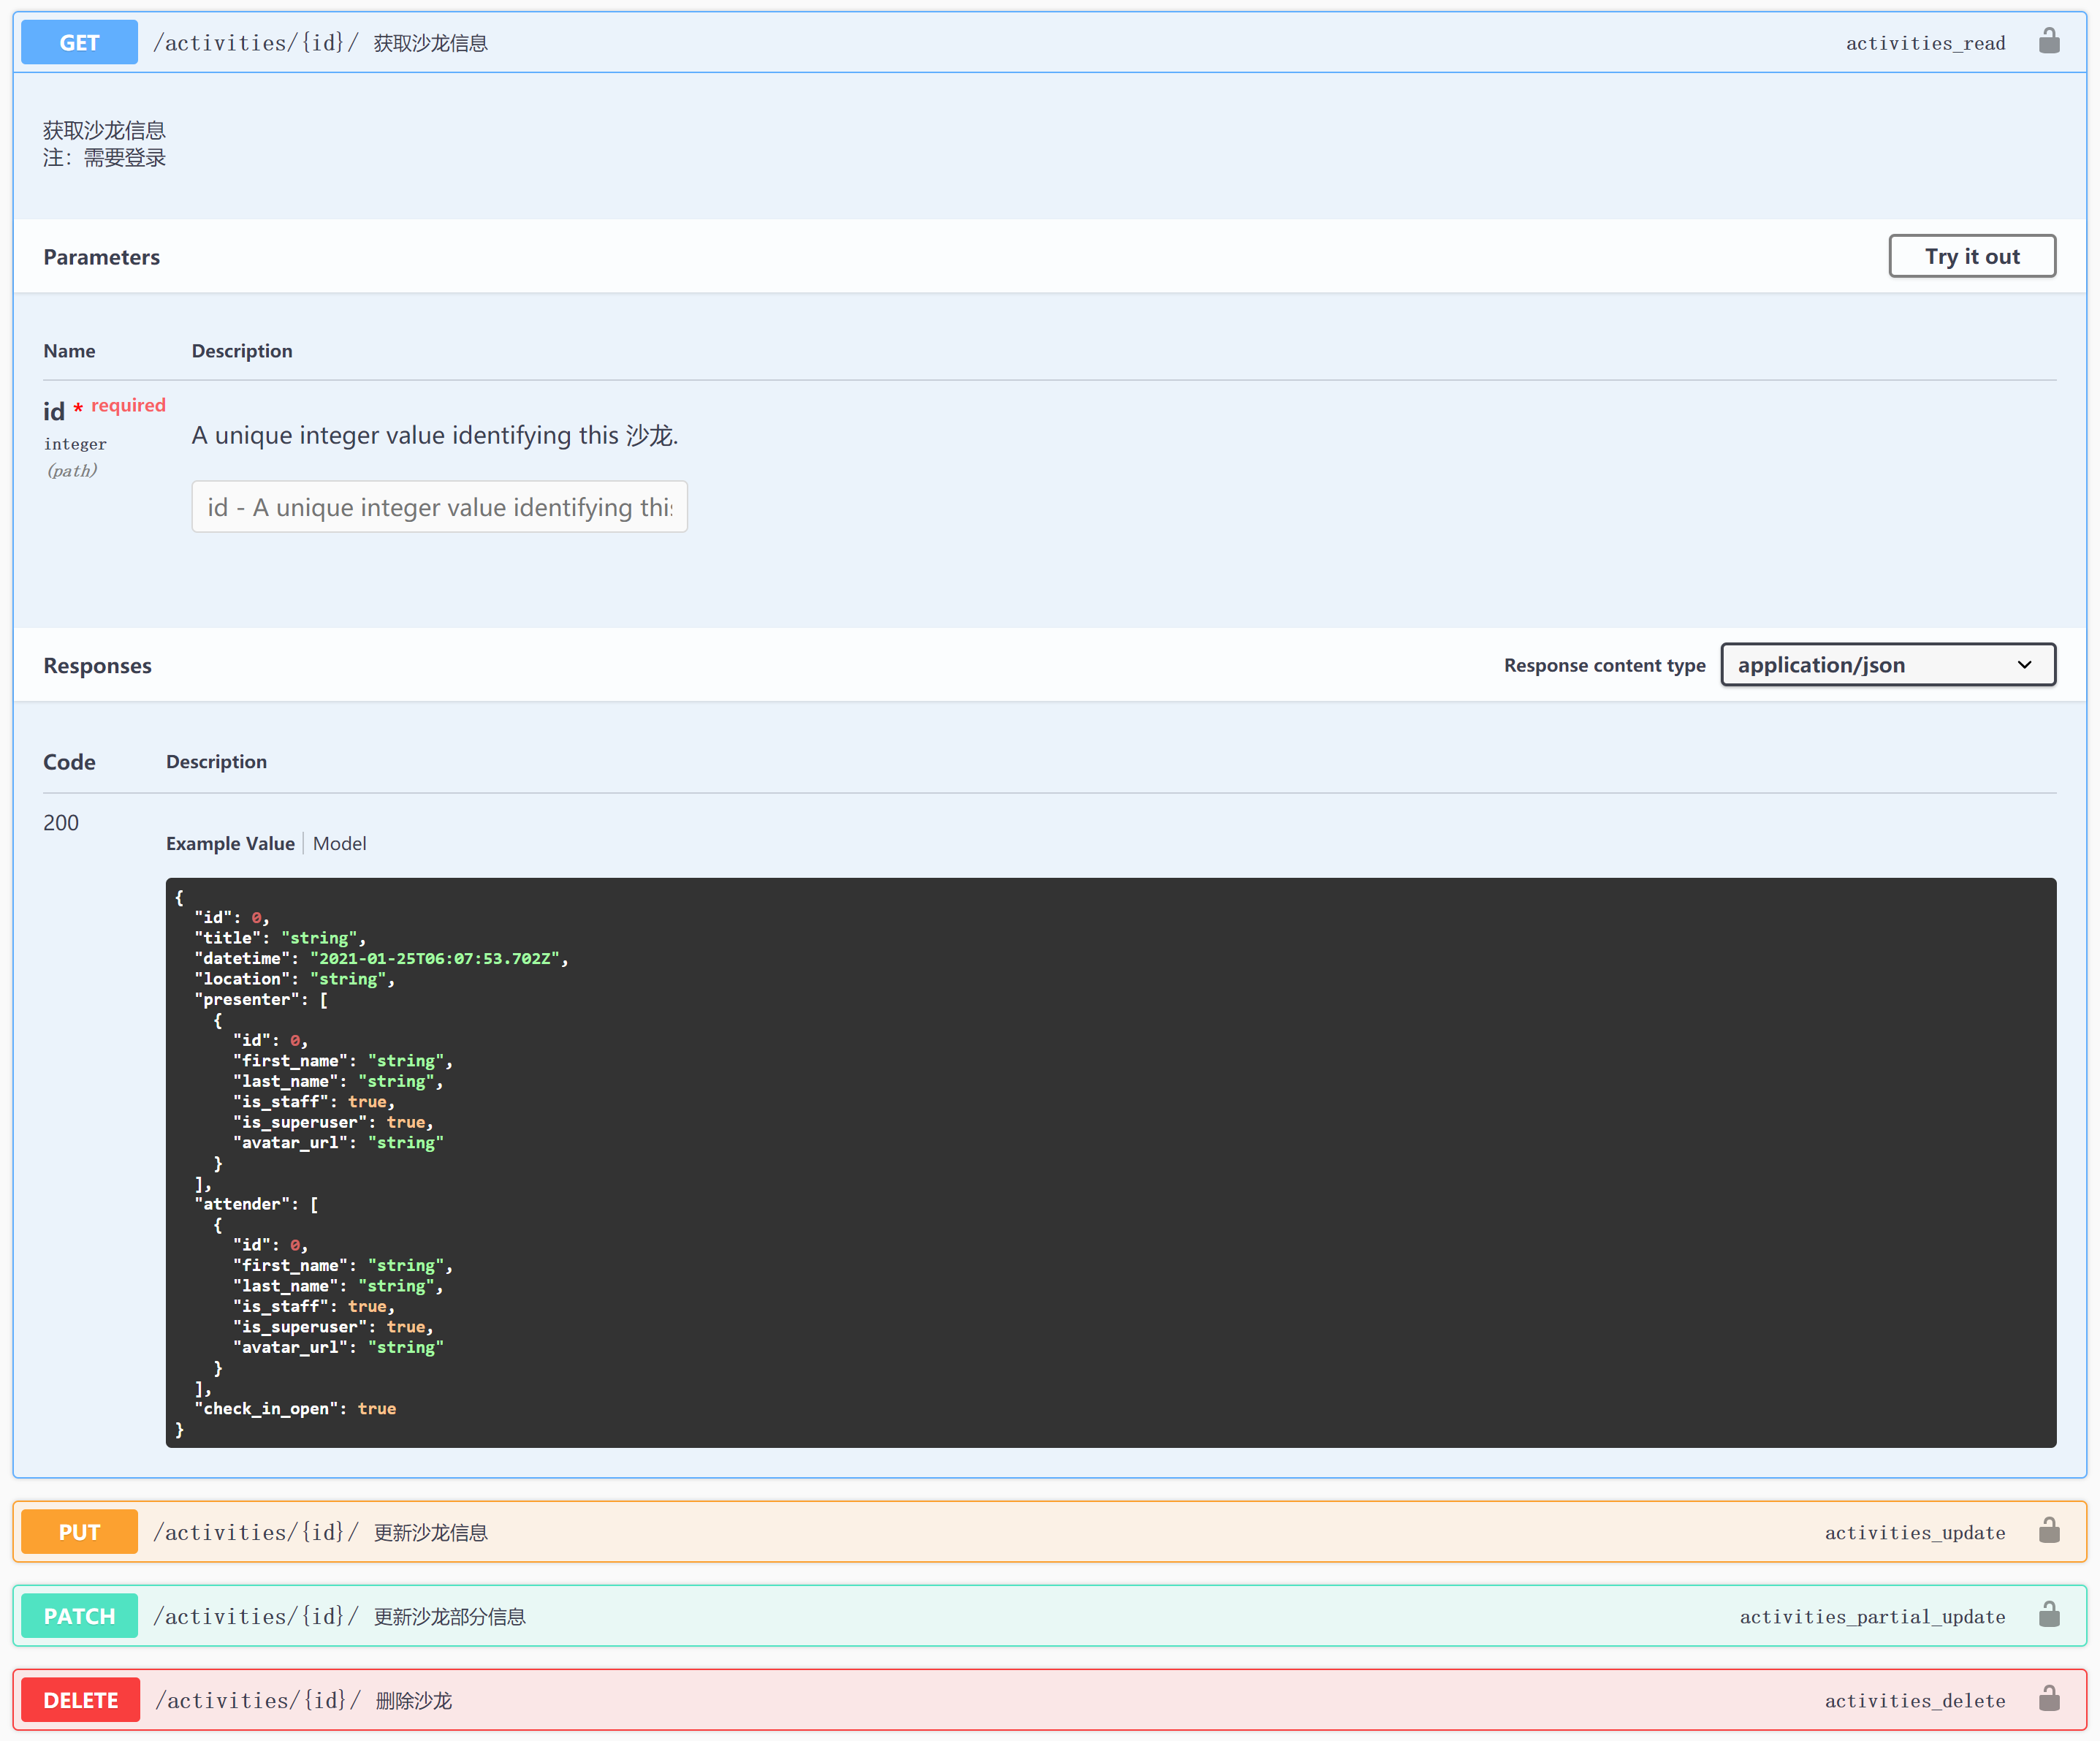 GET /activities/{id}/ 获取沙龙信息 activities_read
获取沙龙信息
注：需要登录
Parameters Try it out
Name Description
id * required
integer
(path)
A unique integer value identifying this 沙龙.
id - A unique integer value identifying this
Responses Response content type application/json
Code Description
200
Example Value Model
{
"id": 0,
"title": "string",
"datetime": "2021-01-25T06:07:53.702Z",
"location": "string",
"presenter": [
{
"id": 0,
"first_name": "string",
"last_name": "string",
"is_staff": true,
"is_superuser": true,
"avatar_url": "string"
}
],
"attender": [
{
"id": 0,
"first_name": "string",
"last_name": "string",
"is_staff": true,
"is_superuser": true,
"avatar_url": "string"
}
],
"check_in_open": true
}
PUT /activities/{id}/ 更新沙龙信息 activities_update
PATCH /activities/{id}/ 更新沙龙部分信息 activities_partial_update
DELETE /activities/{id}/ 删除沙龙 activities_delete